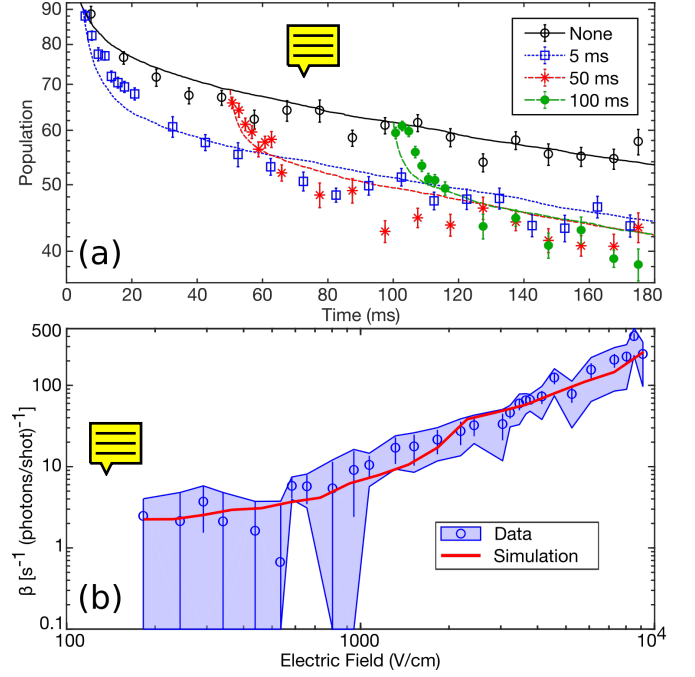 90
80
70
60
50
40
Population
(a)
None
5 ms
50 ms
100 ms
0 20 40 60 80 100 120 140 160 180
Time (ms)
500
100
10
1
0.1
β [s⁻¹ (photons/shot)⁻¹]
(b)
Data
Simulation
100 1000 10⁴
Electric Field (V/cm)